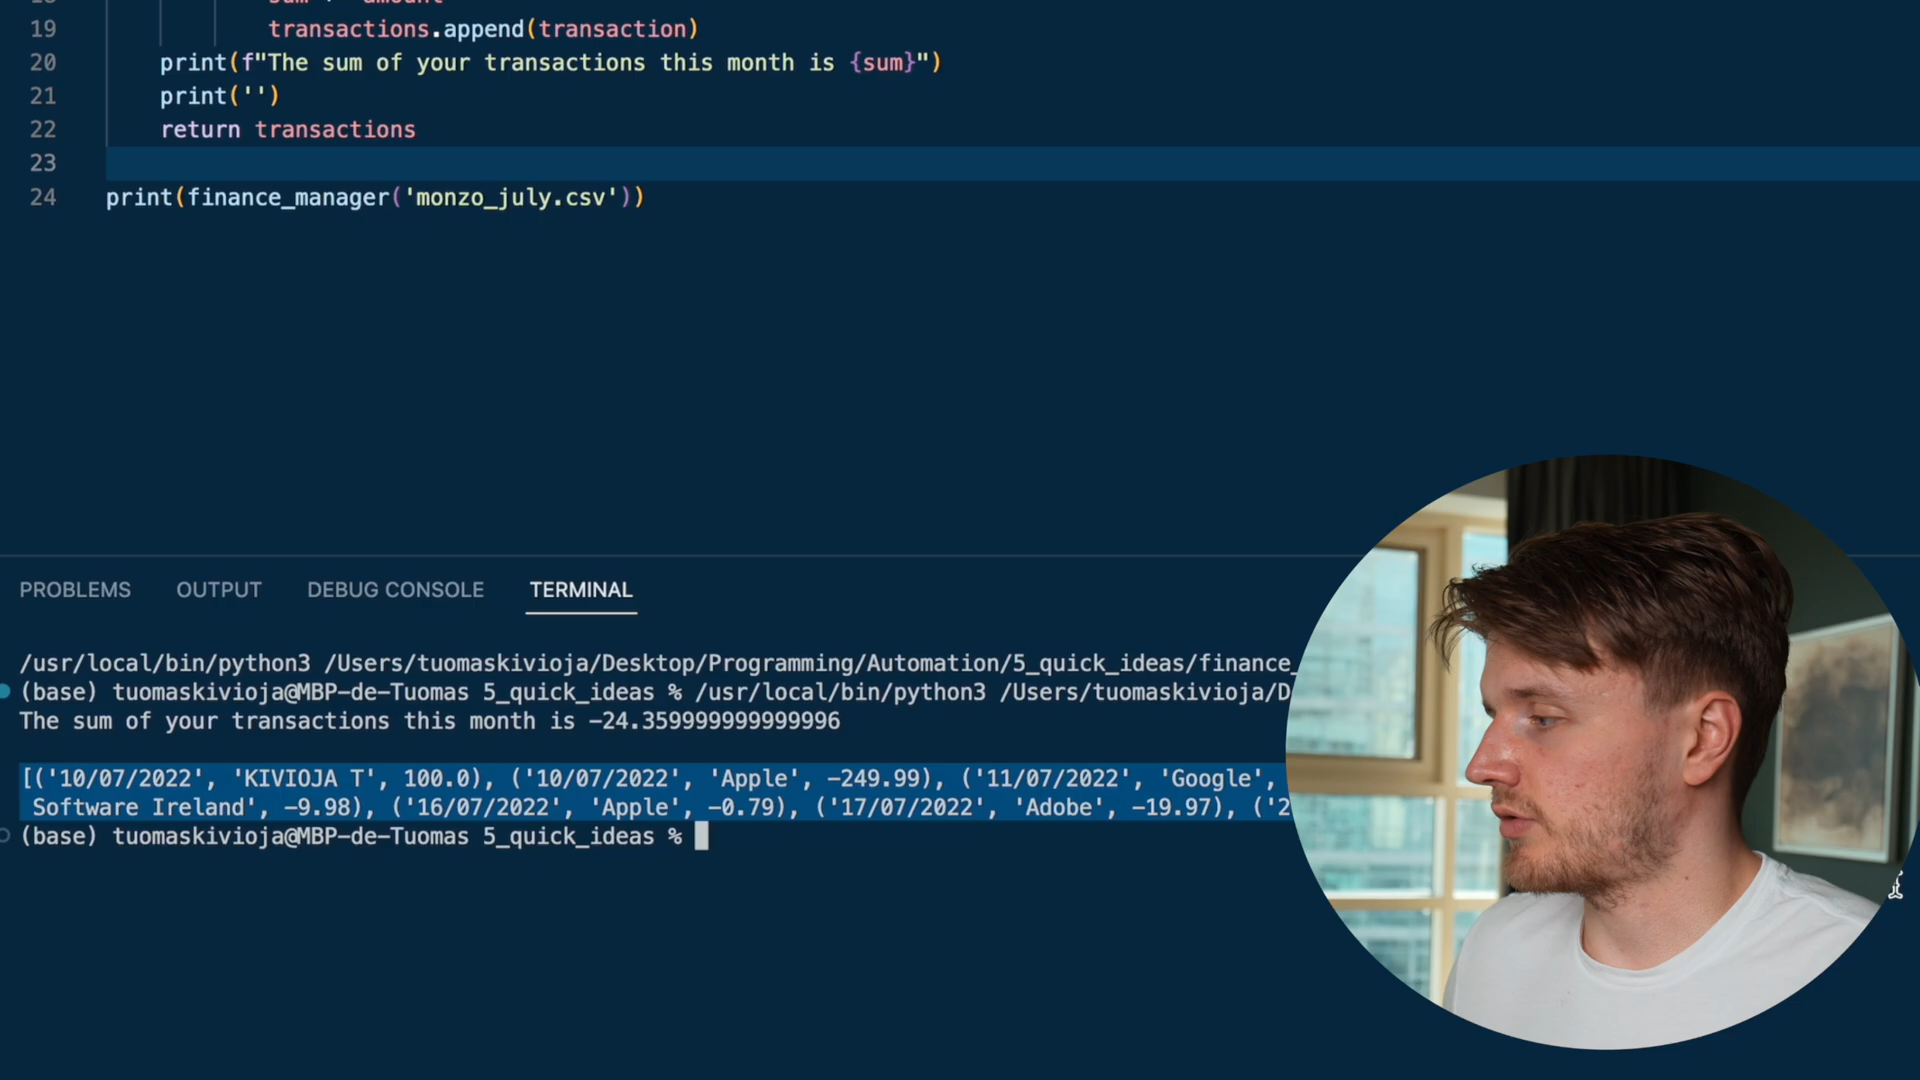 19 transactions.append(transaction)
20 print(f"The sum of your transactions this month is {sum}")
21 print('')
22 return transactions
23
24 print(finance_manager('monzo_july.csv'))
PROBLEMS OUTPUT DEBUG CONSOLE TERMINAL
/usr/local/bin/python3 /Users/tuomaskivioja/Desktop/Programming/Automation/5_quick_ideas/finance_
(base) tuomaskivioja@MBP-de-Tuomas 5_quick_ideas % /usr/local/bin/python3 /Users/tuomaskivioja/D
The sum of your transactions this month is -24.359999999999996
[('10/07/2022', 'KIVIOJA T', 100.0), ('10/07/2022', 'Apple', -249.99), ('11/07/2022', 'Google',
Software Ireland', -9.98), ('16/07/2022', 'Apple', -0.79), ('17/07/2022', 'Adobe', -19.97), ('2
(base) tuomaskivioja@MBP-de-Tuomas 5_quick_ideas %